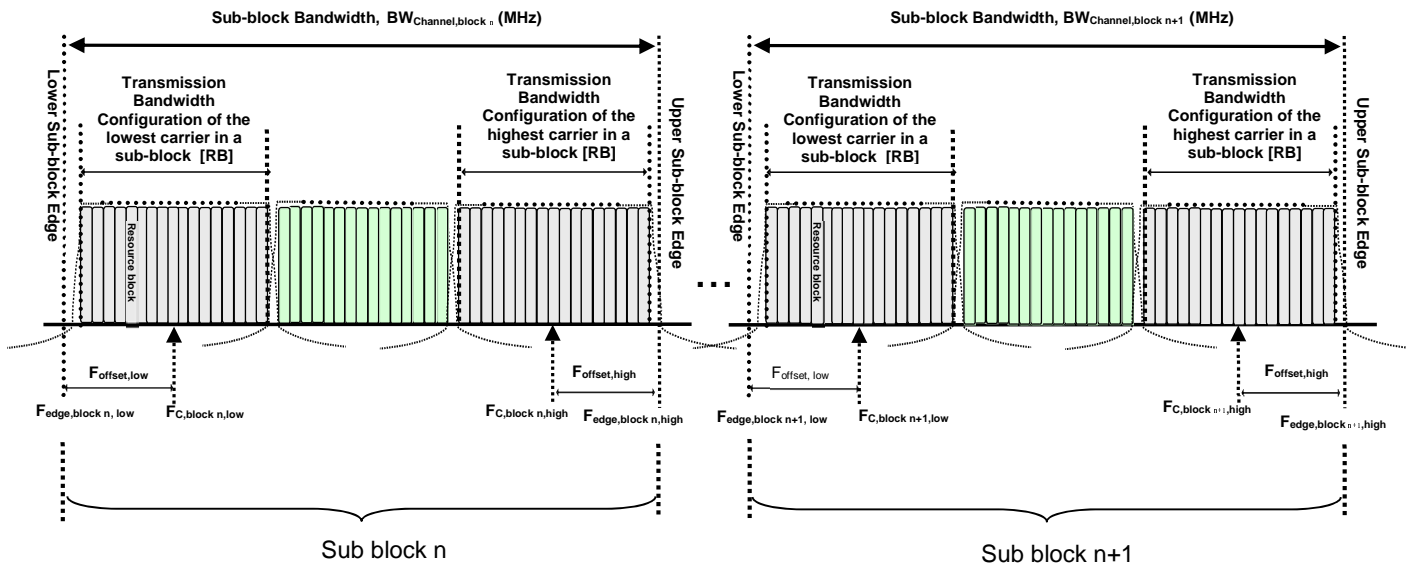 Sub-block Bandwidth, BWChannel,block n (MHz)
Sub-block Bandwidth, BWChannel,block n+1 (MHz)
Lower Sub-block Edge
Transmission
Bandwidth
Configuration of the
lowest carrier in a
sub-block [RB]
Transmission
Bandwidth
Configuration of the
highest carrier in a
sub-block [RB]
Upper Sub-block Edge
Lower Sub-block Edge
Transmission
Bandwidth
Configuration of the
lowest carrier in a
sub-block [RB]
Transmission
Bandwidth
Configuration of the
highest carrier in a
sub-block [RB]
Upper Sub-block Edge
Resource block
...
Resource block
Foffset,low
Foffset,high
Foffset, low
Foffset,high
Fedge,block n, low
FC,block n,low
FC,block n,high
Fedge,block n,high
Fedge,block n+1, low
FC,block n+1,low
FC,block n+1,high
Fedge,block n+1,high
Sub block n
Sub block n+1